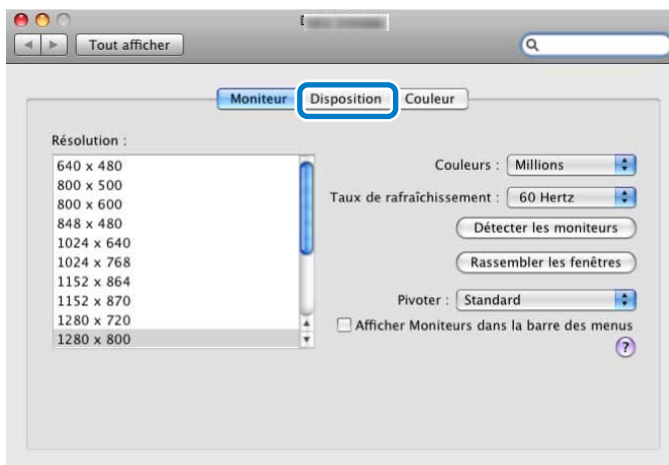 Tout afficher
Moniteur Disposition Couleur
Résolution :
640 x 480
800 x 500
800 x 600
848 x 480
1024 x 640
1024 x 768
1152 x 864
1152 x 870
1280 x 720
1280 x 800
Couleurs : Millions
Taux de rafraîchissement : 60 Hertz
Détecter les moniteurs
Rassembler les fenêtres
Pivoter : Standard
Afficher Moniteurs dans la barre des menus
?